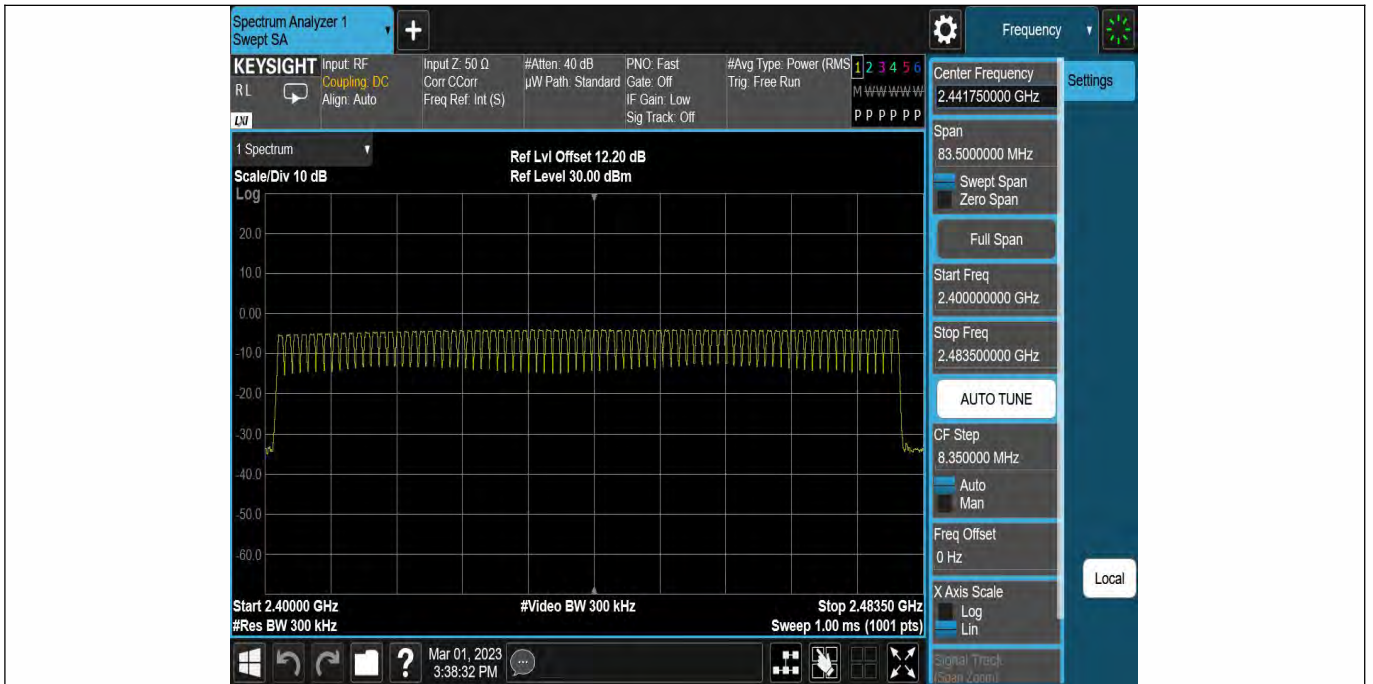 Spectrum Analyzer 1
Swept SA
+
Frequency
KEYSIGHT
RL
LXI
Input: RF
Coupling: DC
Align: Auto
Input Z: 50 Ω
Corr CCorr
Freq Ref: Int (S)
#Atten: 40 dB
µW Path: Standard
PNO: Fast
Gate: Off
IF Gain: Low
Sig Track: Off
#Avg Type: Power (RMS
Trig: Free Run
1 2 3 4 5 6
M W W W W W
P P P P P P
1 Spectrum
Scale/Div 10 dB
Ref Lvl Offset 12.20 dB
Ref Level 30.00 dBm
Log
20.0
10.0
0.00
-10.0
-20.0
-30.0
-40.0
-50.0
-60.0
Start 2.40000 GHz
#Video BW 300 kHz
Stop 2.48350 GHz
#Res BW 300 kHz
Sweep 1.00 ms (1001 pts)
Center Frequency
2.441750000 GHz
Settings
Span
83.5000000 MHz
Swept Span
Zero Span
Full Span
Start Freq
2.400000000 GHz
Stop Freq
2.483500000 GHz
AUTO TUNE
CF Step
8.350000 MHz
Auto
Man
Freq Offset
0 Hz
X Axis Scale
Log
Lin
Local
Signal Track
(Span Zoom)
?
Mar 01, 2023
3:38:32 PM